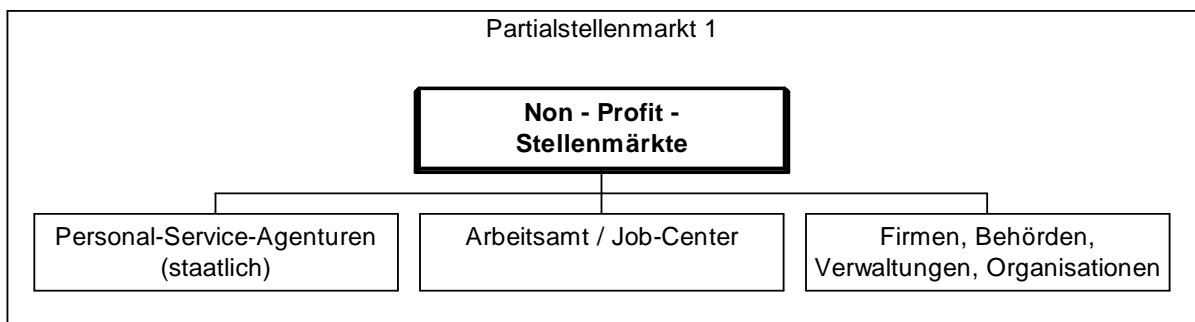 Partialstellenmarkt 1
Non - Profit -
Stellenmärkte
Personal-Service-Agenturen
(staatlich)
Arbeitsamt / Job-Center
Firmen, Behörden,
Verwaltungen, Organisationen